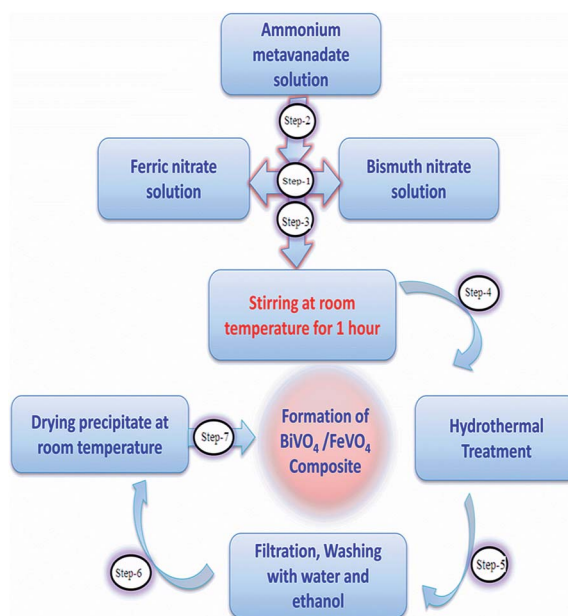 Ammonium
metavanadate
solution
Step-2
Ferric nitrate
solution
Step-1
Bismuth nitrate
solution
Step-3
Stirring at room
temperature for 1 hour
Step-4
Drying precipitate at
room temperature
Step-7
Formation of
BiVO₄ /FeVO₄
Composite
Hydrothermal
Treatment
Step-6
Filtration, Washing
with water and
ethanol
Step-5